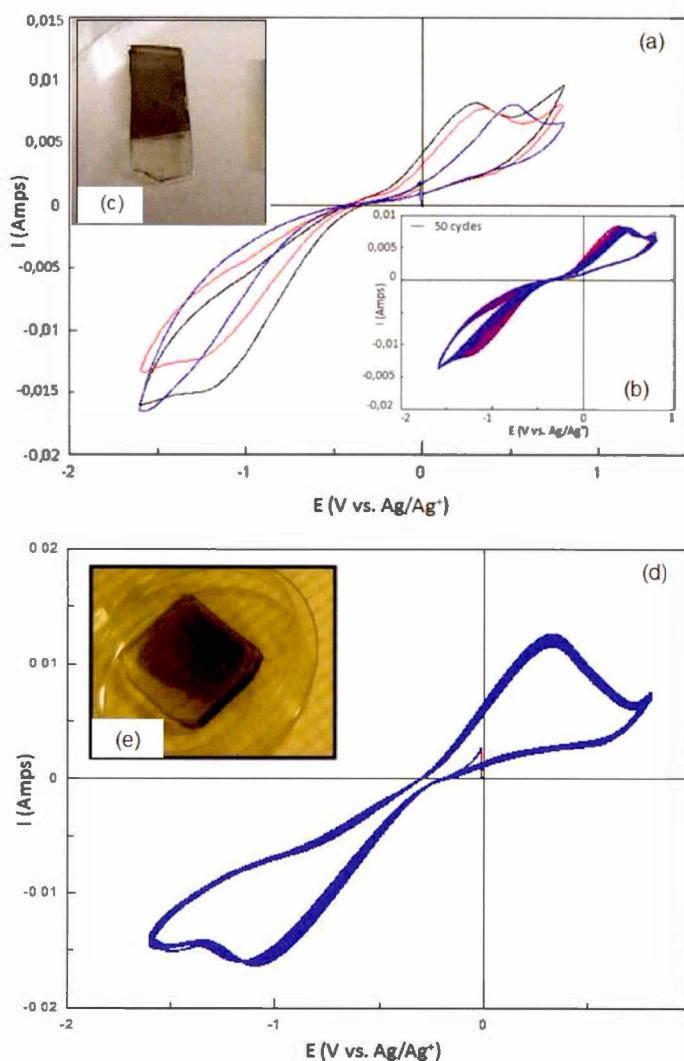 0,015
0,01
0,005
0
-0,005
-0,01
-0,015
-0,02
-2
-1
0
1
I (Amps)
E (V vs. Ag/Ag⁺)
(a)
(c)
0,01
0,005
0
-0,01
-0,005
-0,02
-1
0
1
I (Amps)
50 cycles
(b)
E (V vs. Ag/Ag⁺)
0.02
0.01
0
-0 01
-0 02
-2
-1
0
I (Amps)
E (V vs. Ag/Ag⁺)
(d)
(e)